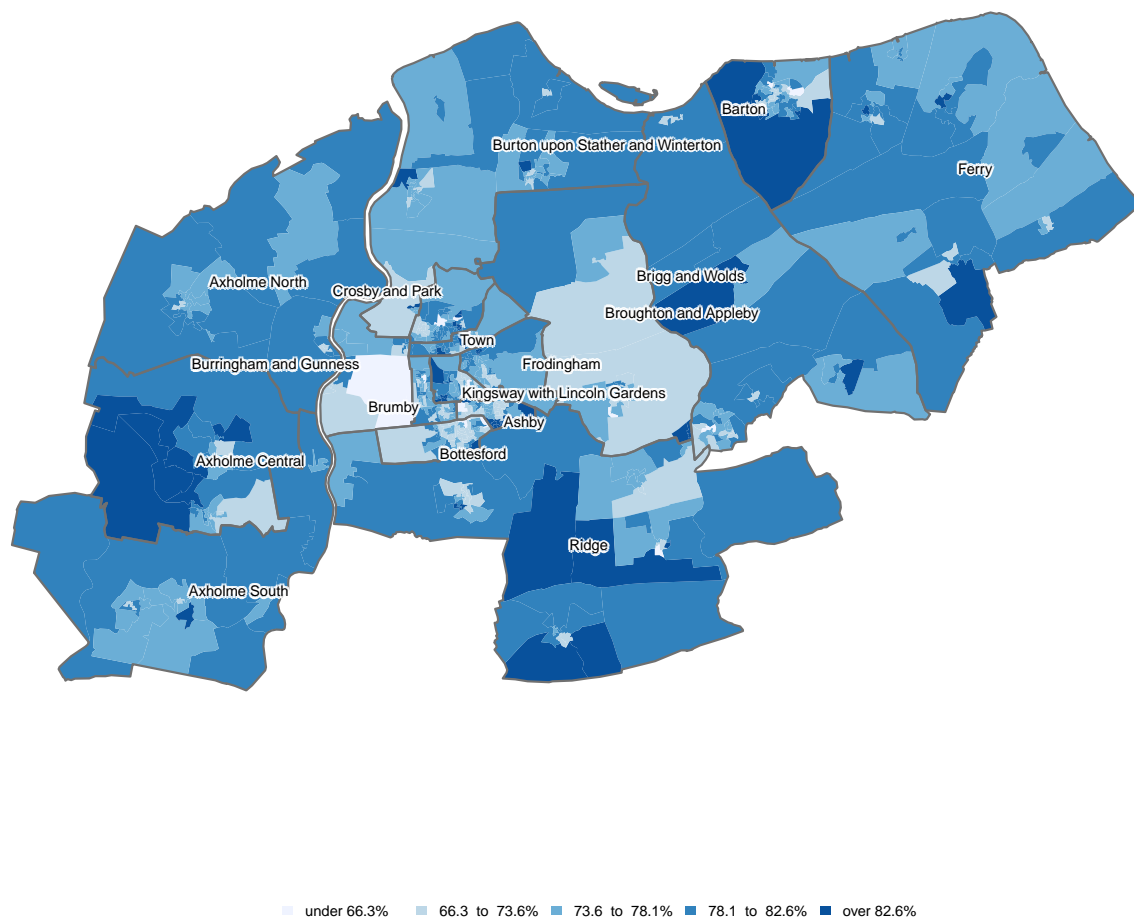 Barton
Burton upon Stather and Winterton
Ferry
Brigg and Wolds
Axholme North
Crosby and Park
Broughton and Appleby
Town
Burringham and Gunness
Frodingham
Kingsway with Lincoln Gardens
Brumby
Ashby
Bottesford
Axholme Central
Ridge
Axholme South
under 66.3% 66.3 to 73.6% 73.6 to 78.1% 78.1 to 82.6% over 82.6%